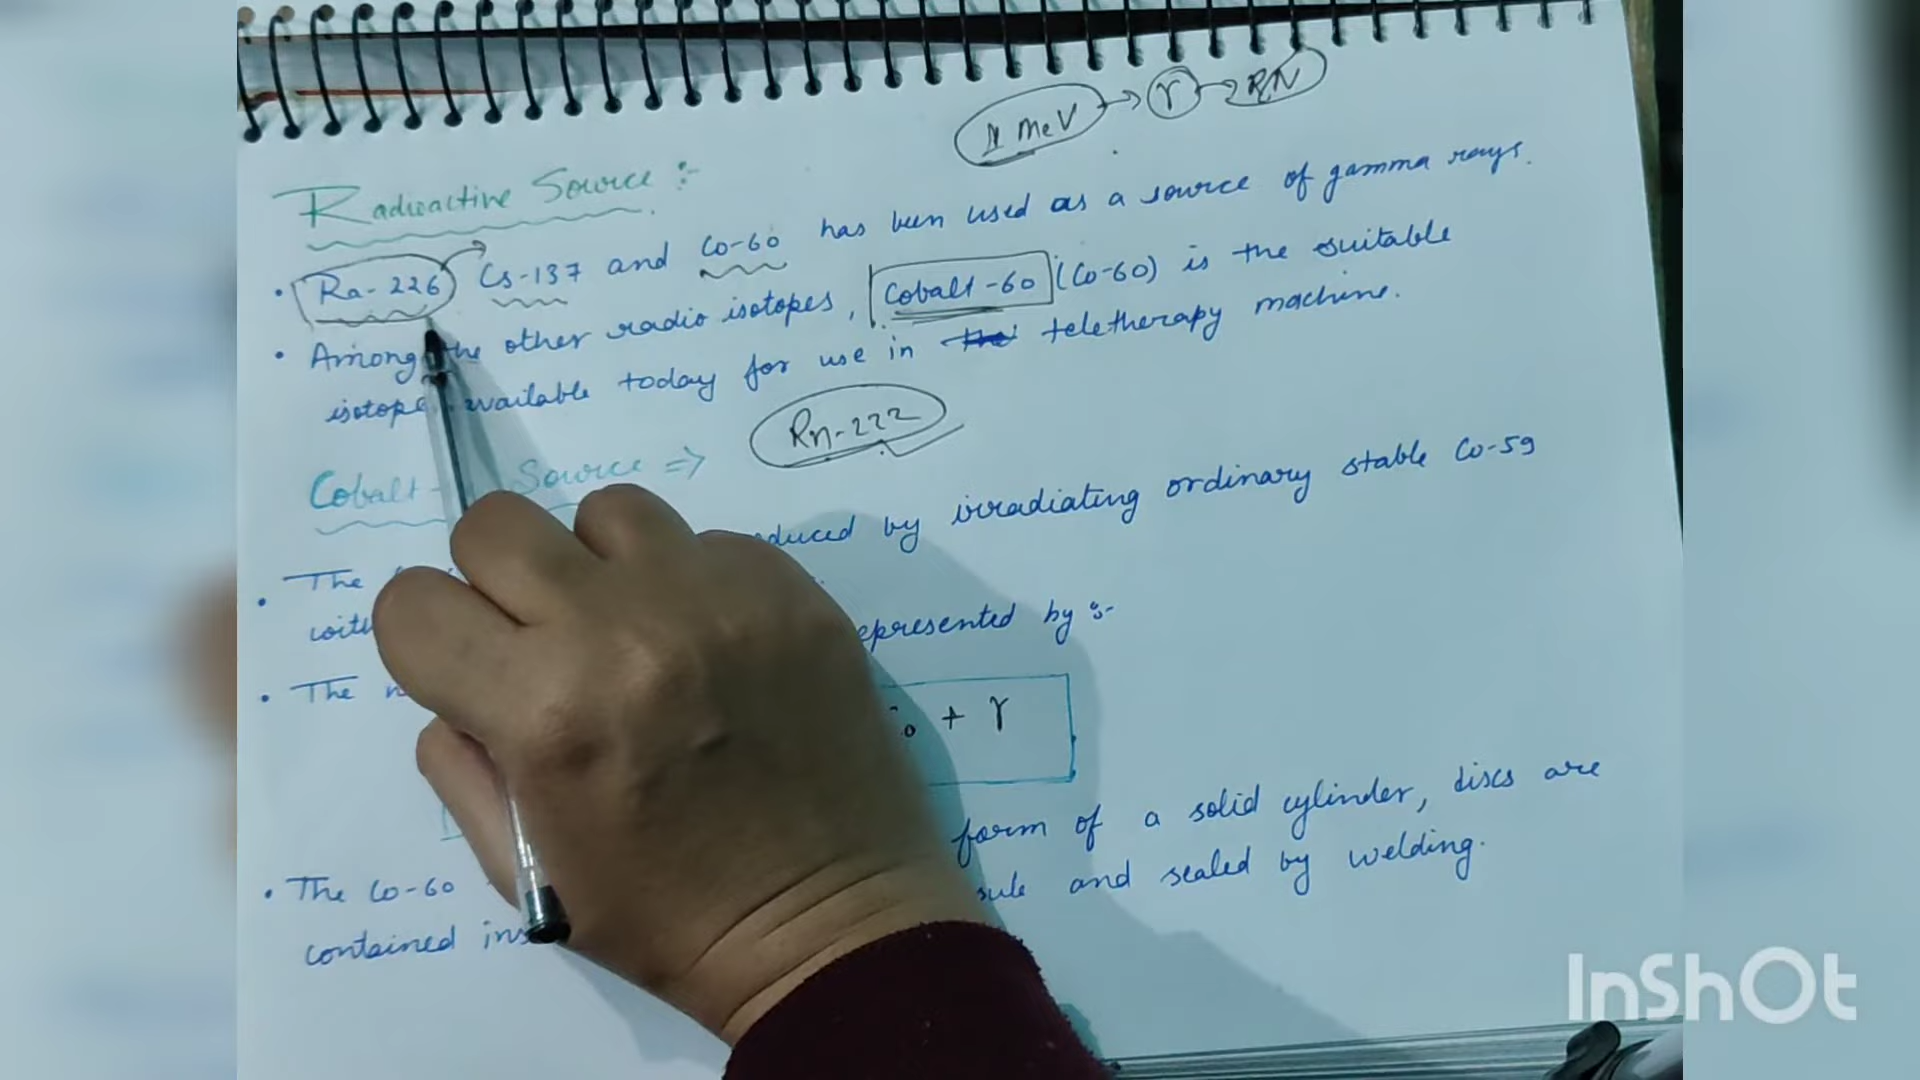 1 MeV → γ → RN
Radioactive Source :-
• Ra-226 Cs-137 and Co-60 has been used as a source of gamma rays.
• Among the other radio isotopes, Cobalt-60 (Co-60) is the suitable
isotope available today for use in the teletherapy machine.
Rn-222
Cobalt- Source ⇒
• The produced by irradiating ordinary stable Co-59
with
• The represented by :-
+ γ
• The Co-60 form of a solid cylinder, discs are
contained and sealed by welding.
InShOt